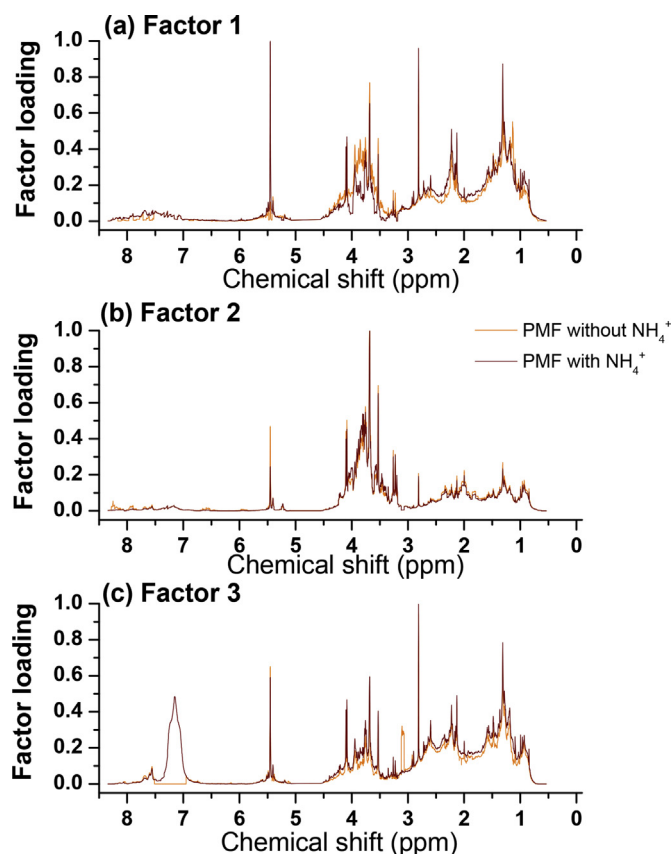 (a) Factor 1
Factor loading
1.0
0.8
0.6
0.4
0.2
0.0
8 7 6 5 4 3 2 1 0
Chemical shift (ppm)
(b) Factor 2
Factor loading
1.0
0.8
0.6
0.4
0.2
0.0
PMF without NH₄⁺
PMF with NH₄⁺
8 7 6 5 4 3 2 1 0
Chemical shift (ppm)
(c) Factor 3
Factor loading
1.0
0.8
0.6
0.4
0.2
0.0
8 7 6 5 4 3 2 1 0
Chemical shift (ppm)